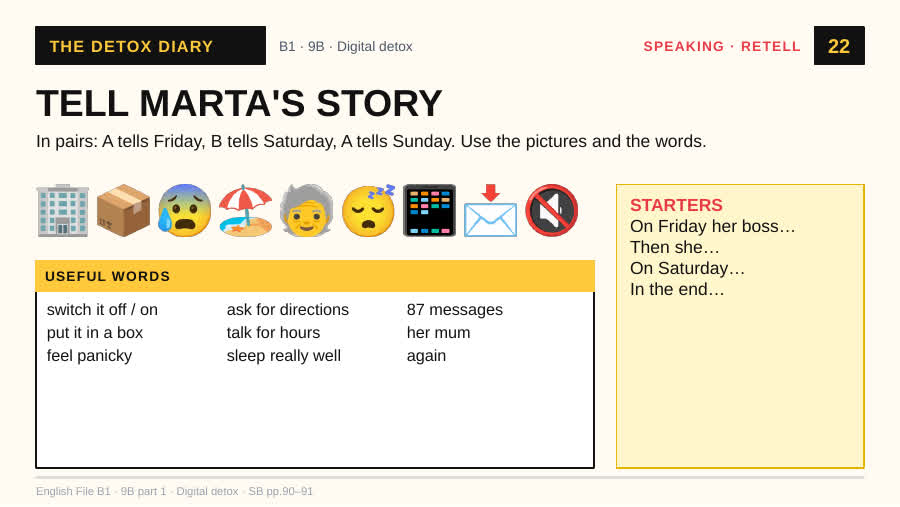 THE DETOX DIARY
B1 · 9B · Digital detox
SPEAKING · RETELL
22
TELL MARTA'S STORY
In pairs: A tells Friday, B tells Saturday, A tells Sunday. Use the pictures and the words.
USEFUL WORDS
switch it off / on
put it in a box
feel panicky
ask for directions
talk for hours
sleep really well
87 messages
her mum
again
STARTERS
On Friday her boss…
Then she…
On Saturday…
In the end…
English File B1 · 9B part 1 · Digital detox · SB pp.90–91